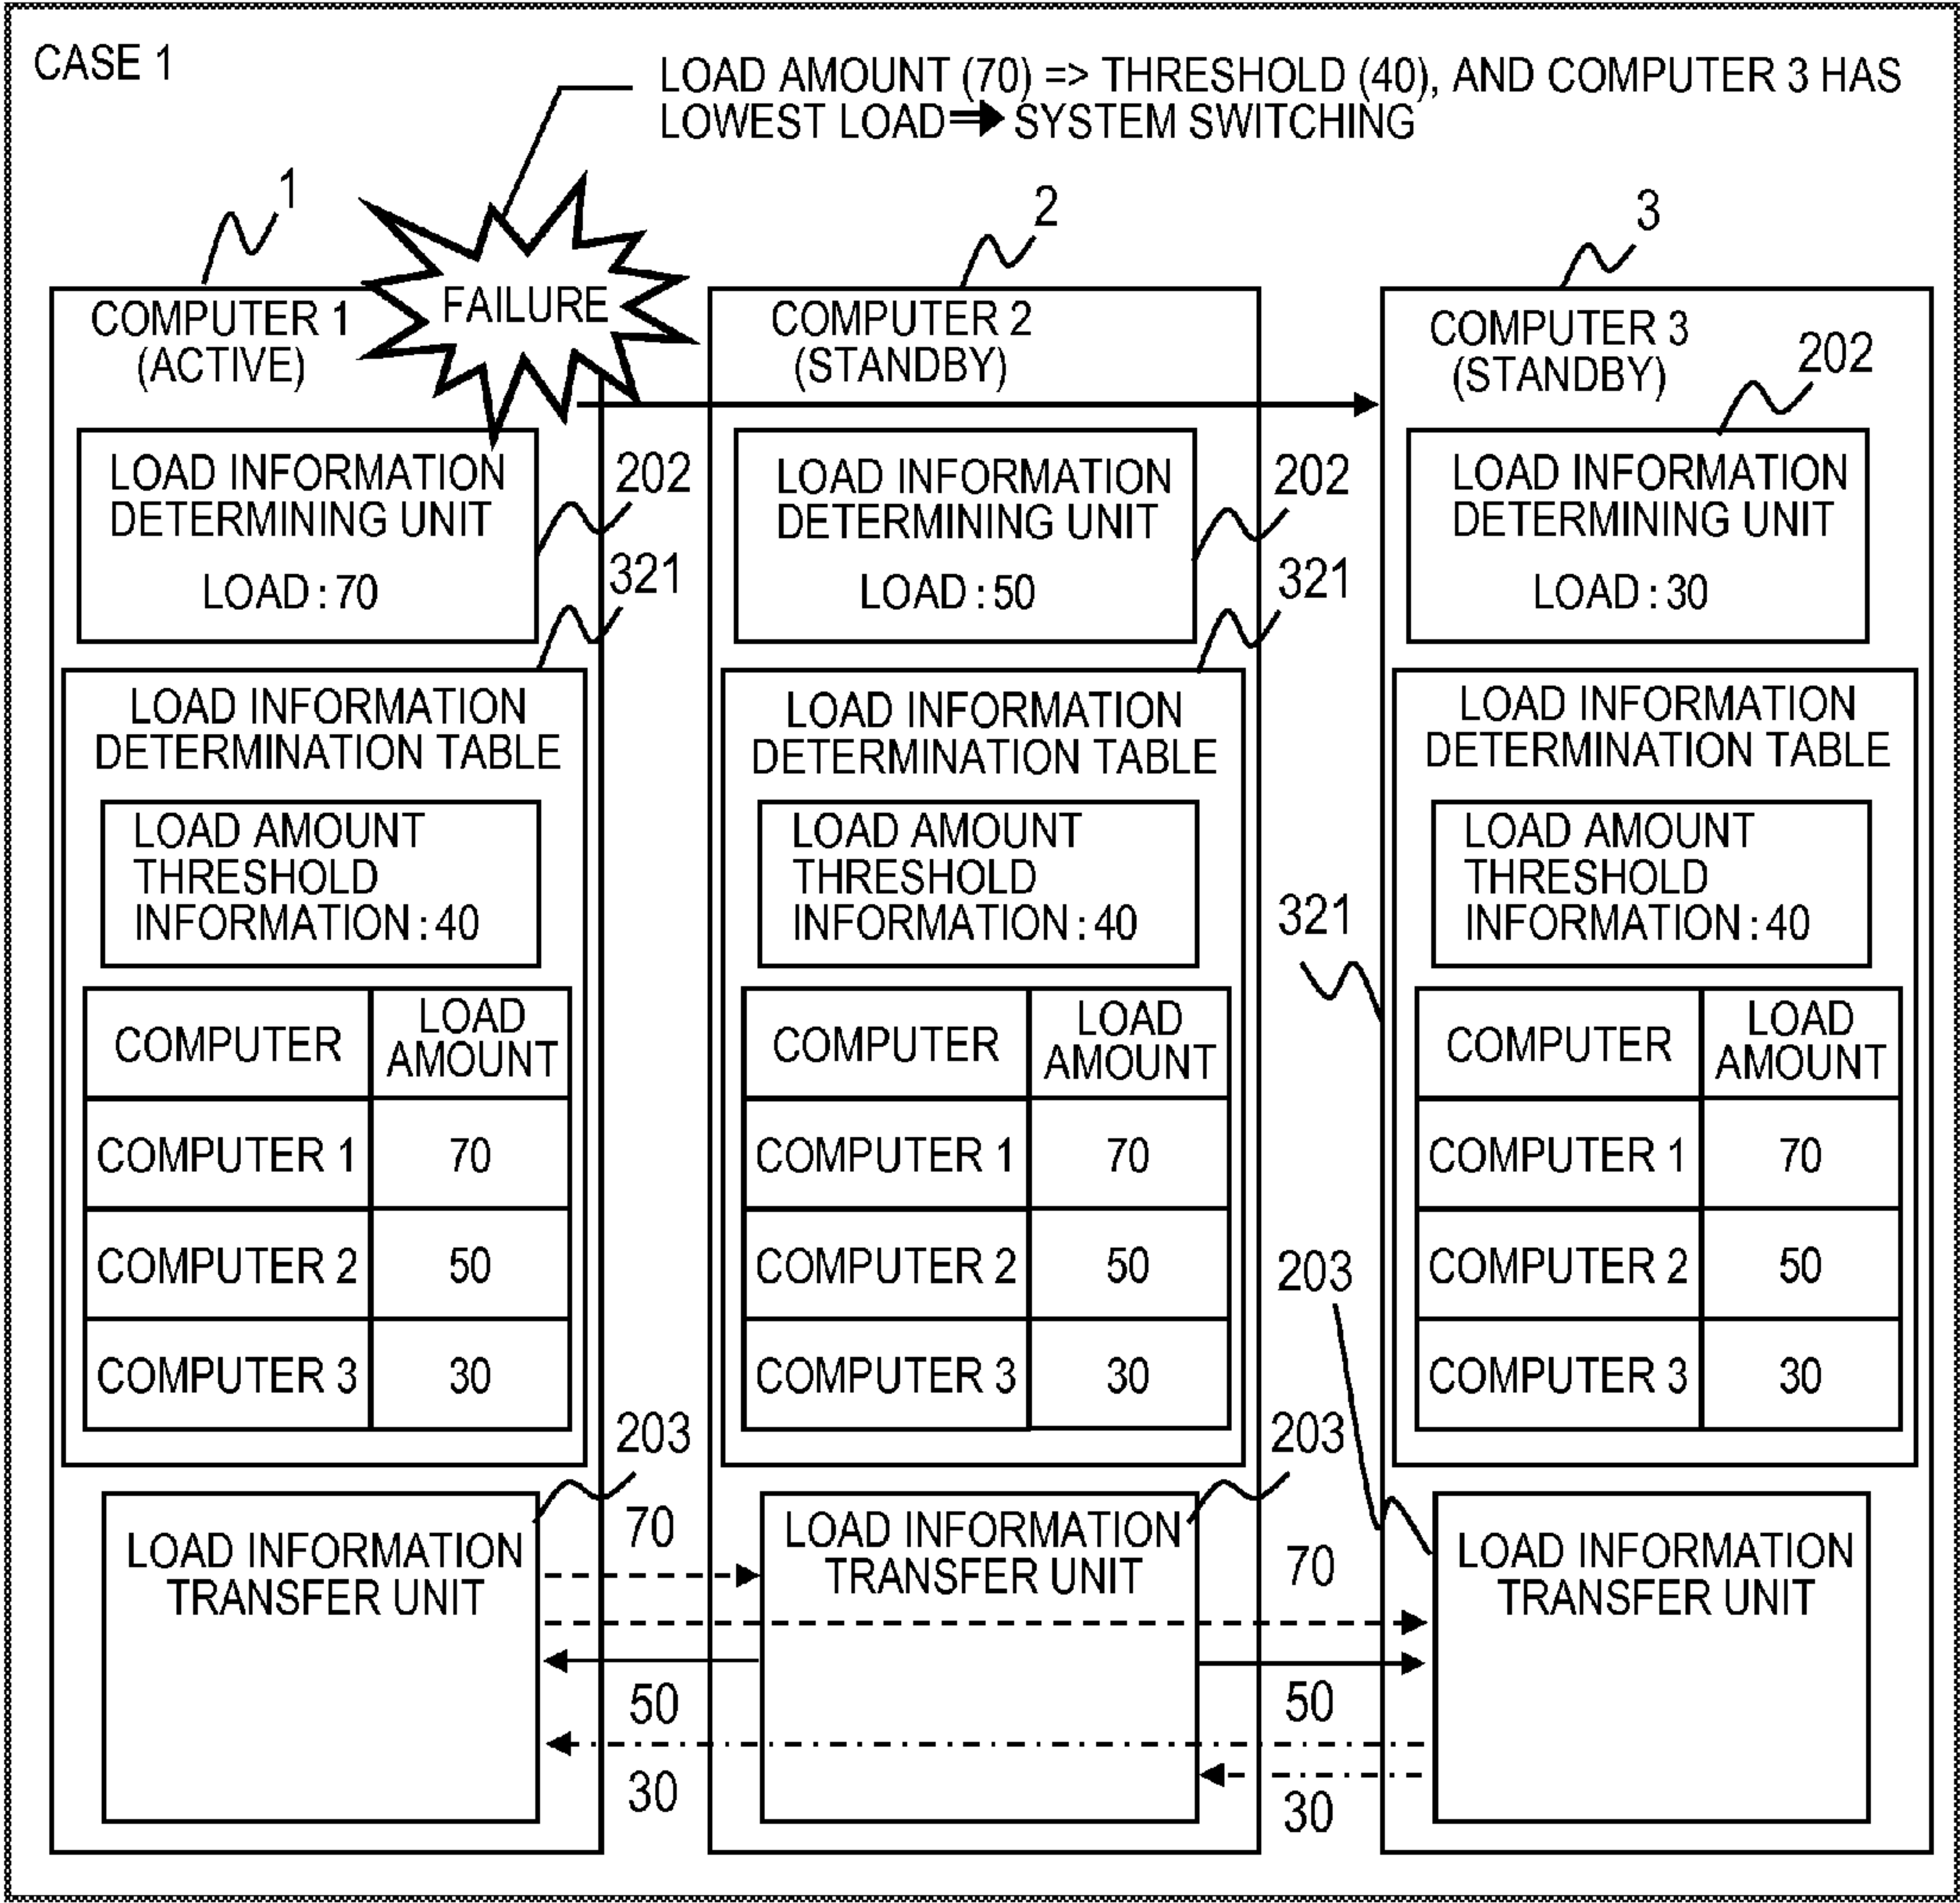 CASE 1
LOAD AMOUNT (70) => THRESHOLD (40), AND COMPUTER 3 HAS
LOWEST LOAD ➡ SYSTEM SWITCHING
1
2
3
FAILURE
COMPUTER 1
(ACTIVE)
LOAD INFORMATION
DETERMINING UNIT
LOAD : 70
202
321
LOAD INFORMATION
DETERMINATION TABLE
LOAD AMOUNT
THRESHOLD
INFORMATION : 40
COMPUTER LOAD AMOUNT
COMPUTER 1 70
COMPUTER 2 50
COMPUTER 3 30
203
LOAD INFORMATION
TRANSFER UNIT
COMPUTER 2
(STANDBY)
LOAD INFORMATION
DETERMINING UNIT
LOAD : 50
202
321
LOAD INFORMATION
DETERMINATION TABLE
LOAD AMOUNT
THRESHOLD
INFORMATION : 40
COMPUTER LOAD AMOUNT
COMPUTER 1 70
COMPUTER 2 50
COMPUTER 3 30
203
LOAD INFORMATION
TRANSFER UNIT
COMPUTER 3
(STANDBY)
202
LOAD INFORMATION
DETERMINING UNIT
LOAD : 30
LOAD INFORMATION
DETERMINATION TABLE
321
LOAD AMOUNT
THRESHOLD
INFORMATION : 40
COMPUTER LOAD AMOUNT
COMPUTER 1 70
COMPUTER 2 50
COMPUTER 3 30
203
LOAD INFORMATION
TRANSFER UNIT
70
70
50
50
30
30